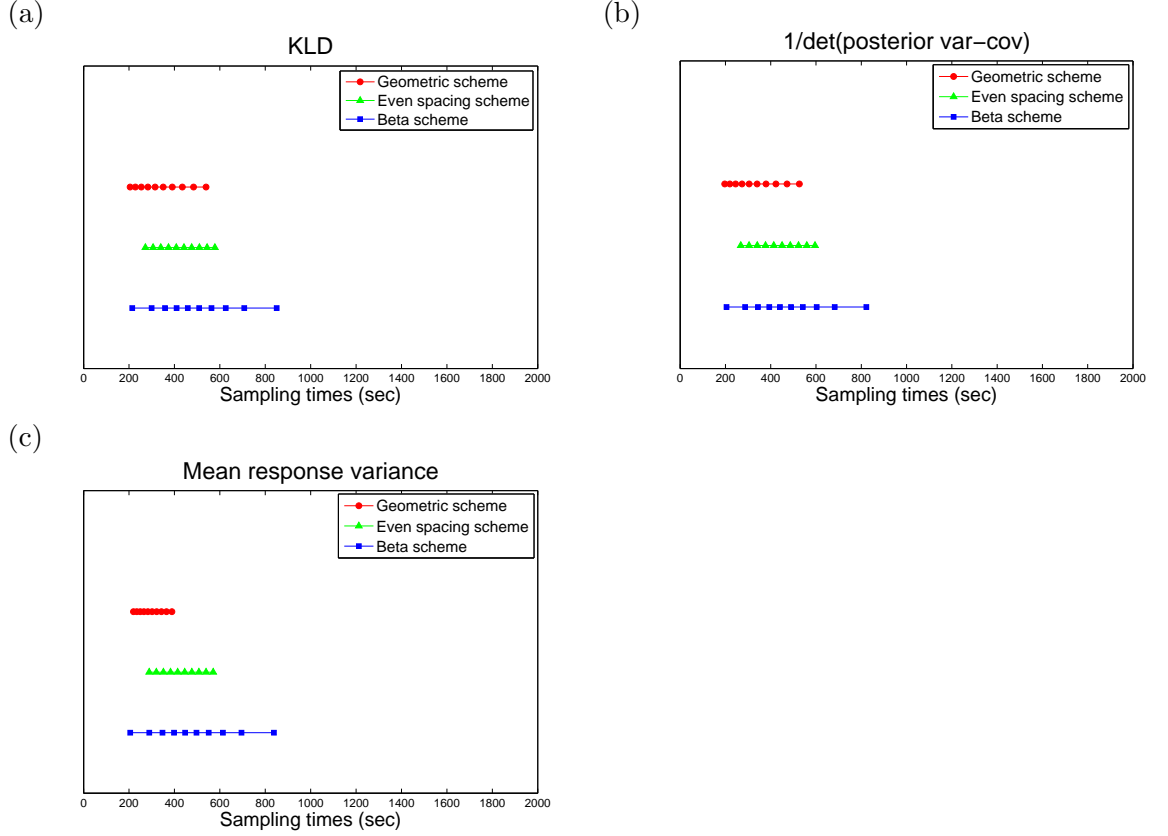 (a)
KLD
Geometric scheme
Even spacing scheme
Beta scheme
0 200 400 600 800 1000 1200 1400 1600 1800 2000
Sampling times (sec)
(b)
1/det(posterior var−cov)
Geometric scheme
Even spacing scheme
Beta scheme
0 200 400 600 800 1000 1200 1400 1600 1800 2000
Sampling times (sec)
(c)
Mean response variance
Geometric scheme
Even spacing scheme
Beta scheme
0 200 400 600 800 1000 1200 1400 1600 1800 2000
Sampling times (sec)